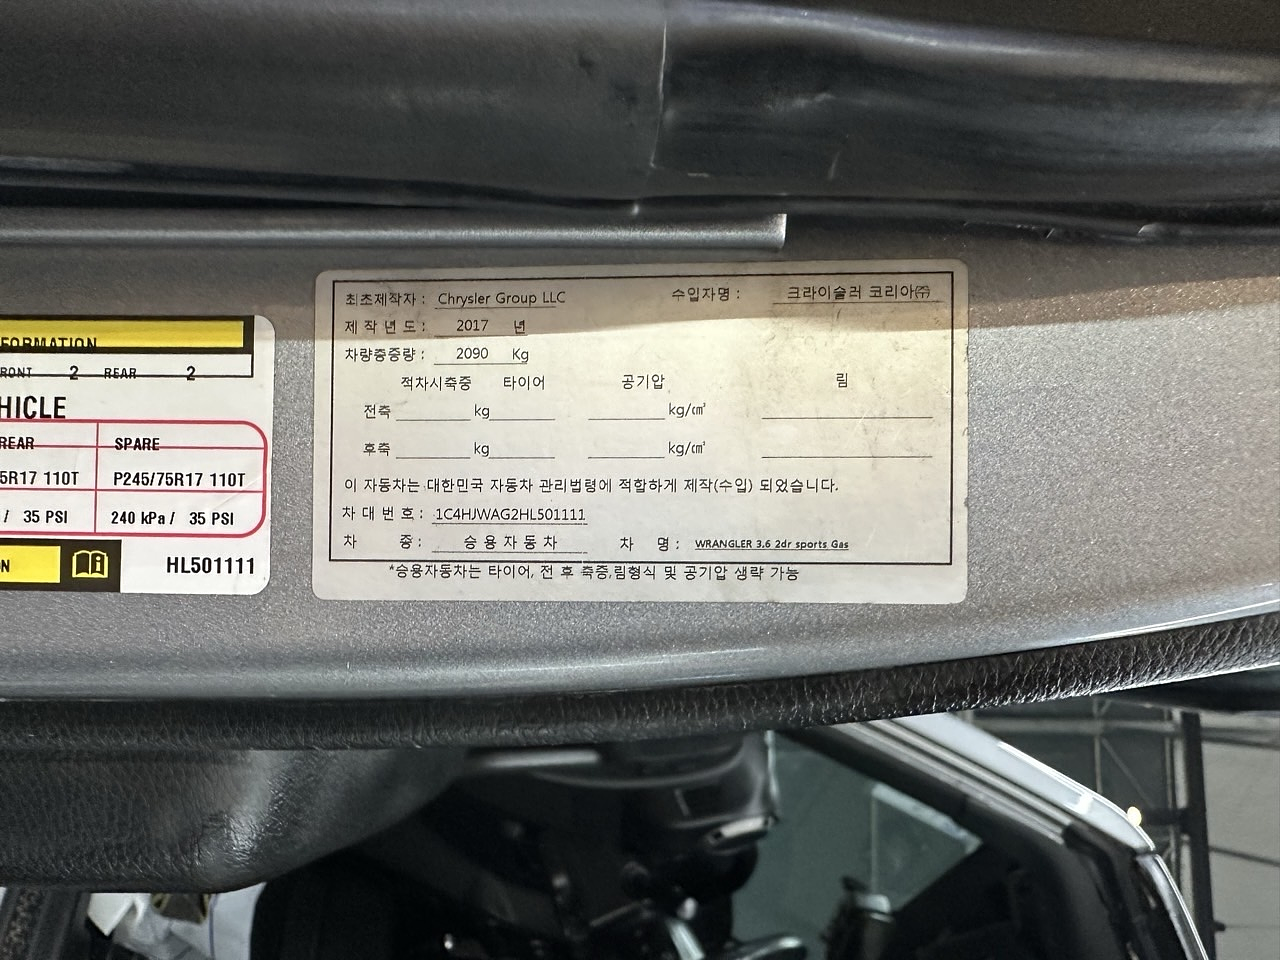 FORMATION
RONT 2 REAR 2
HICLE
REAR SPARE
5R17 110T P245/75R17 110T
/ 35 PSI 240 kPa / 35 PSI
ON
HL501111
최초제작자 : Chrysler Group LLC 수입자명 : 크라이슬러 코리아㈜
제 작 년 도 : 2017 년
차량총중량 : 2090 Kg
적차시축중 타이어 공기압 림
전축 kg kg/㎠
후축 kg kg/㎠
이 자동차는 대한민국 자동차 관리법령에 적합하게 제작(수입) 되었습니다.
차 대 번 호 : 1C4HJWAG2HL501111
차 종 : 승 용 자 동 차 차 명 : WRANGLER 3.6 2dr sports Gas
*승용자동차는 타이어, 전 후 축중,림형식 및 공기압 생략 가능